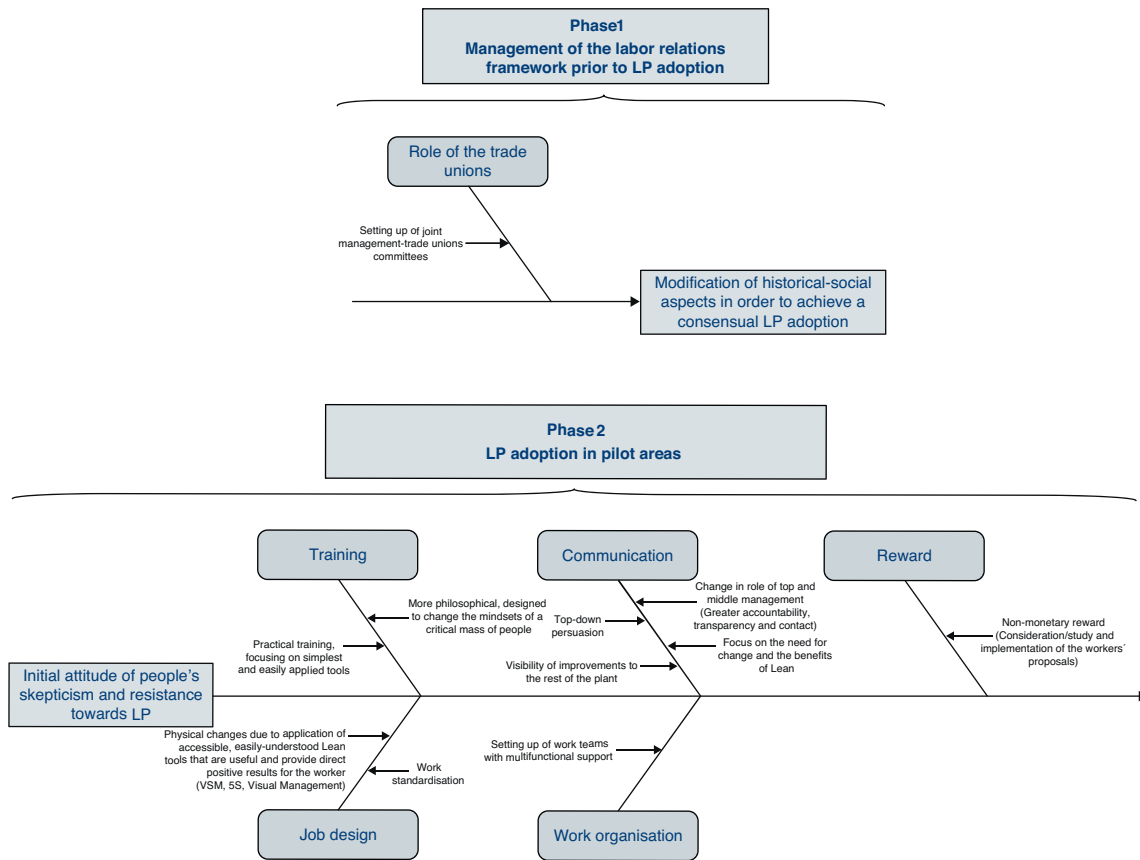 Phase1
Management of the labor relations
framework prior to LP adoption
Role of the trade
unions
Setting up of joint
management-trade unions
committees
Modification of historical-social
aspects in order to achieve a
consensual LP adoption
Phase 2
LP adoption in pilot areas
Training
Communication
Reward
More philosophical, designed
to change the mindsets of a
critical mass of people
Practical training,
focusing on simplest
and easily applied tools
Change in role of top and
middle management
(Greater accountability,
transparency and contact)
Top-down
persuasion
Focus on the need for
change and the benefits
of Lean
Visibility of improvements to
the rest of the plant
Non-monetary reward
(Consideration/study and
implementation of the workers´
proposals)
Initial attitude of people's
skepticism and resistance
towards LP
Physical changes due to application of
accessible, easily-understood Lean
tools that are useful and provide direct
positive results for the worker
(VSM, 5S, Visual Management)
Work
standardisation
Setting up of work teams
with multifunctional support
Job design
Work organisation